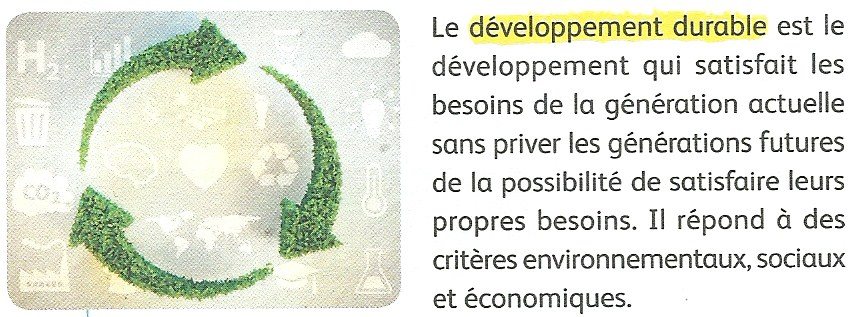 H2
CO2
Le développement durable est le
développement qui satisfait les
besoins de la génération actuelle
sans priver les générations futures
de la possibilité de satisfaire leurs
propres besoins. Il répond à des
critères environnementaux, sociaux
et économiques.